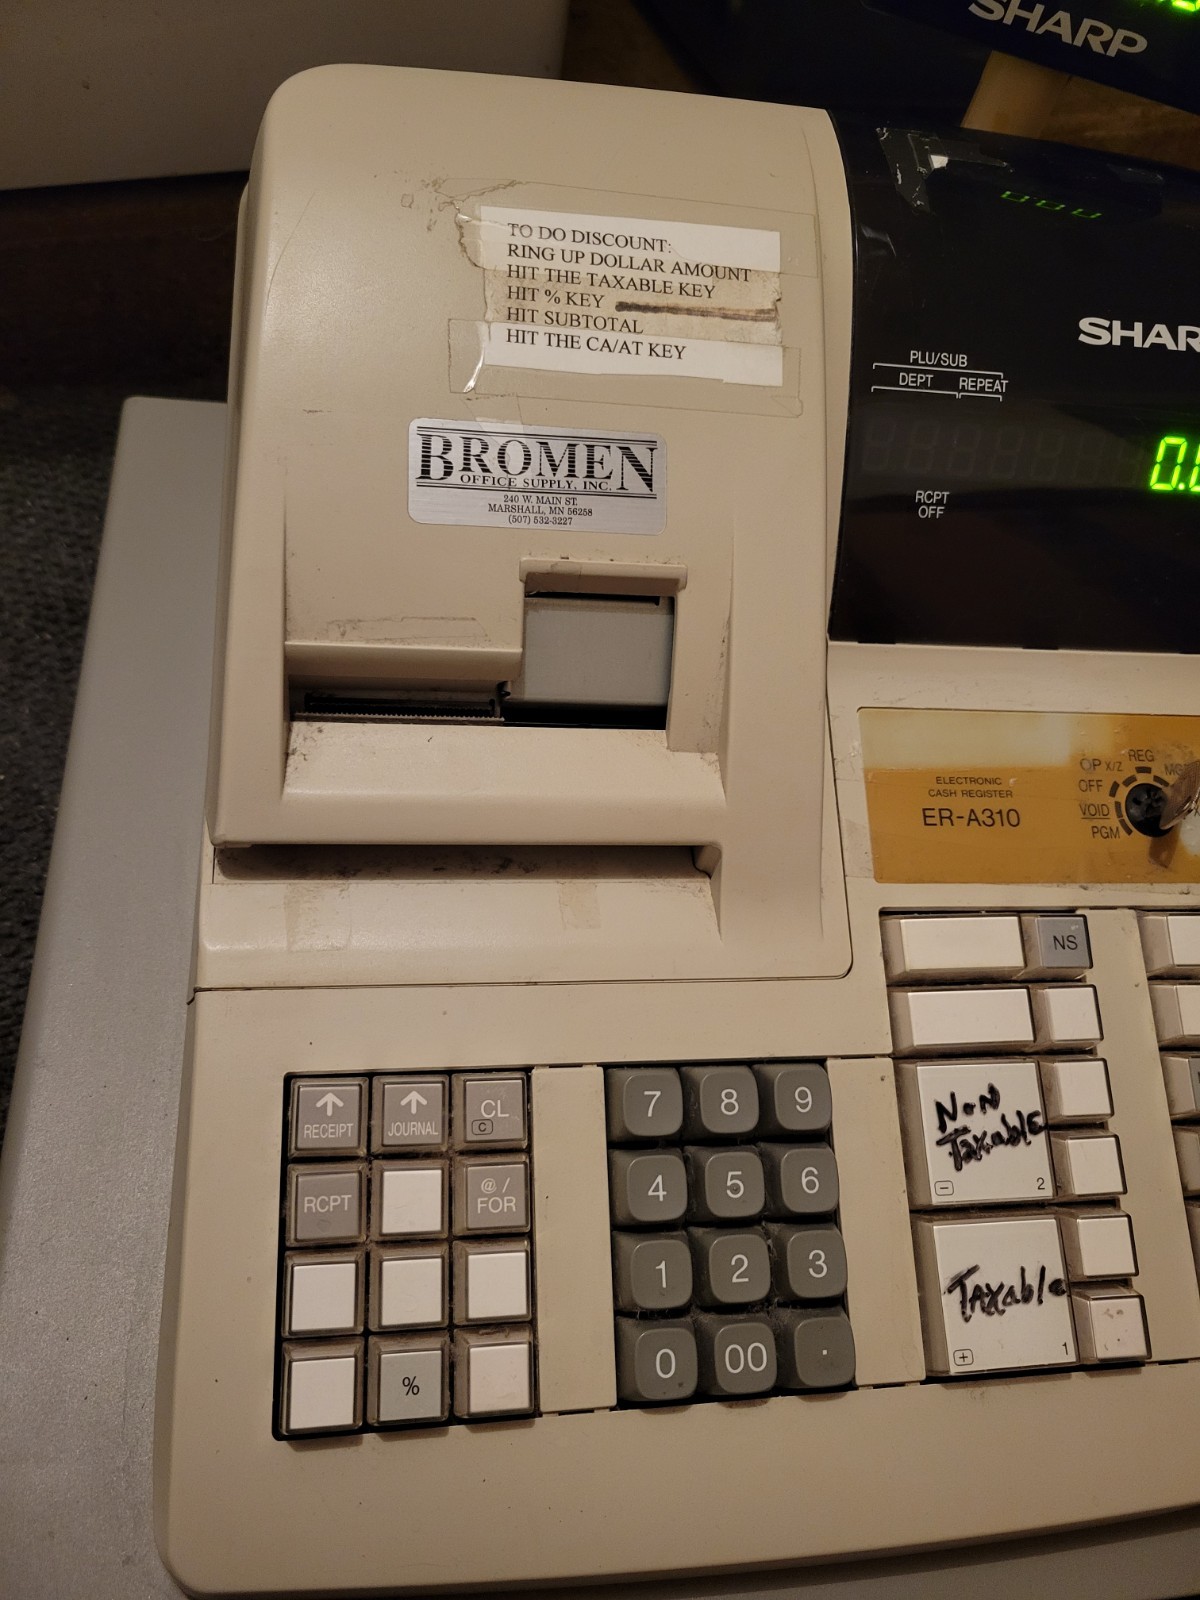 SHARP
TO DO DISCOUNT:
RING UP DOLLAR AMOUNT
HIT THE TAXABLE KEY
HIT % KEY
HIT SUBTOTAL
HIT THE CA/AT KEY
BROMEN
OFFICE SUPPLY, INC.
240 W. MAIN ST.
MARSHALL, MN 56258
(507) 532-3227
SHAR
PLU/SUB
DEPT REPEAT
RCPT
OFF
ELECTRONIC
CASH REGISTER
ER-A310
REG
OP X/Z
OFF
VOID
PGM
NS
Non
Taxable
- 2
Taxable
+ 1
RECEIPT JOURNAL CL
C
RCPT @/
FOR
%
7 8 9
4 5 6
1 2 3
0 00 .